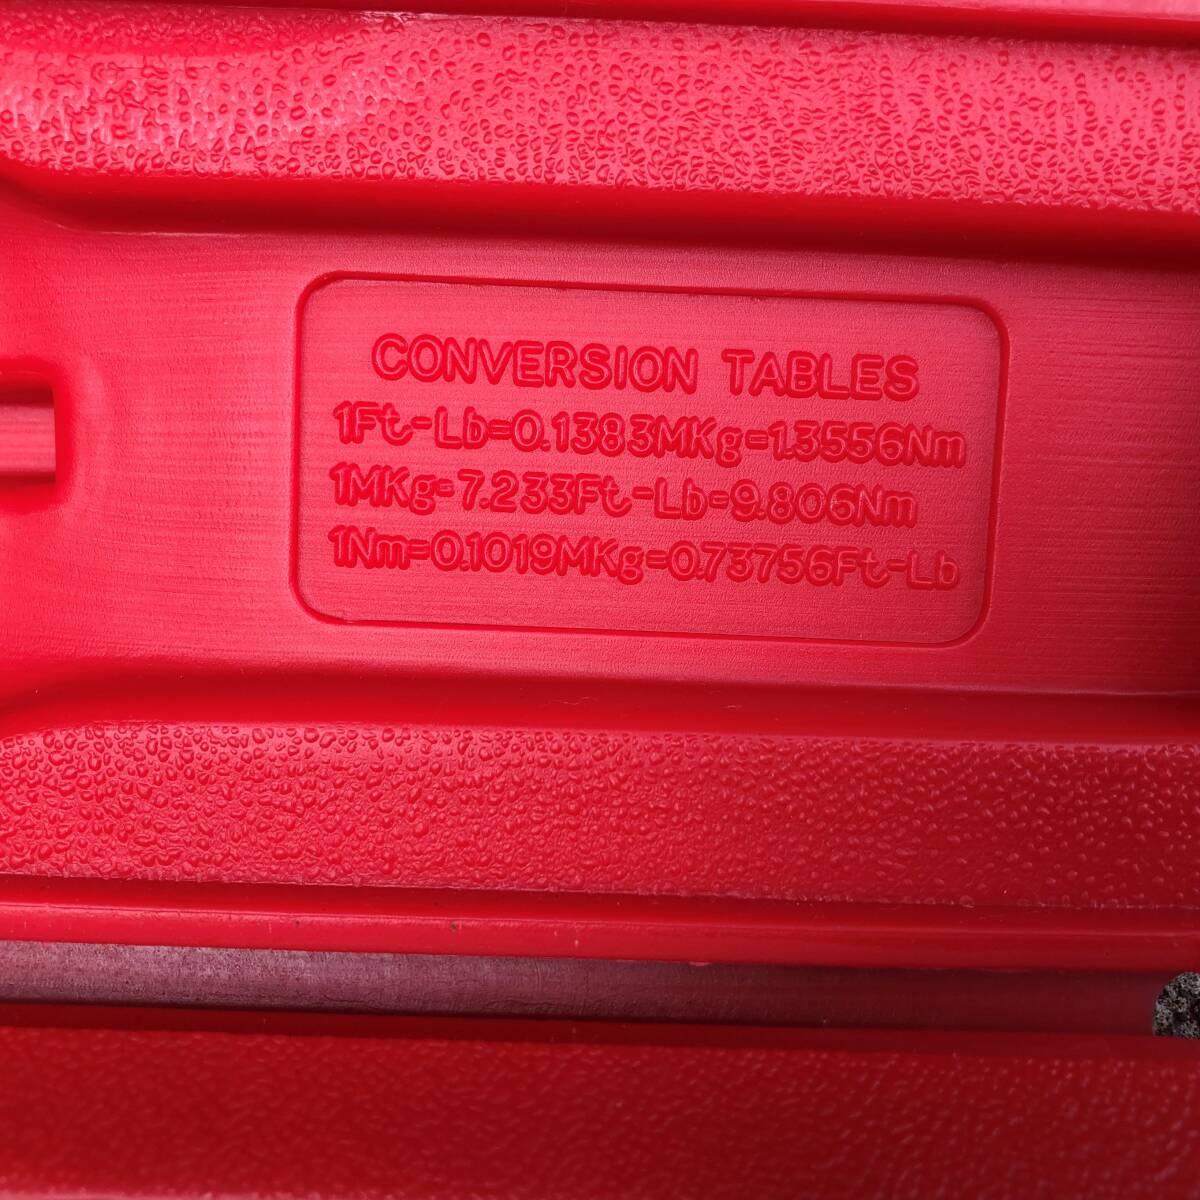 CONVERSION TABLES
1Ft-Lb=0.1383MKg=1.3556Nm
1MKg=7.233Ft-Lb=9.806Nm
1Nm=0.1019MKg=0.73756Ft-Lb